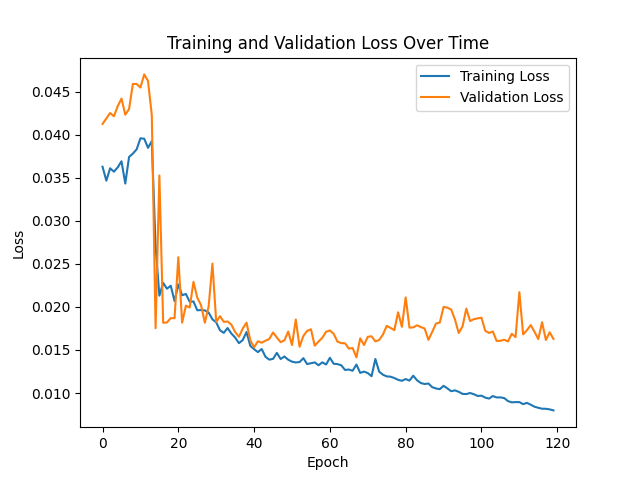 Training and Validation Loss Over Time
Training Loss
Validation Loss
Loss
0.045
0.040
0.035
0.030
0.025
0.020
0.015
0.010
0 20 40 60 80 100 120
Epoch